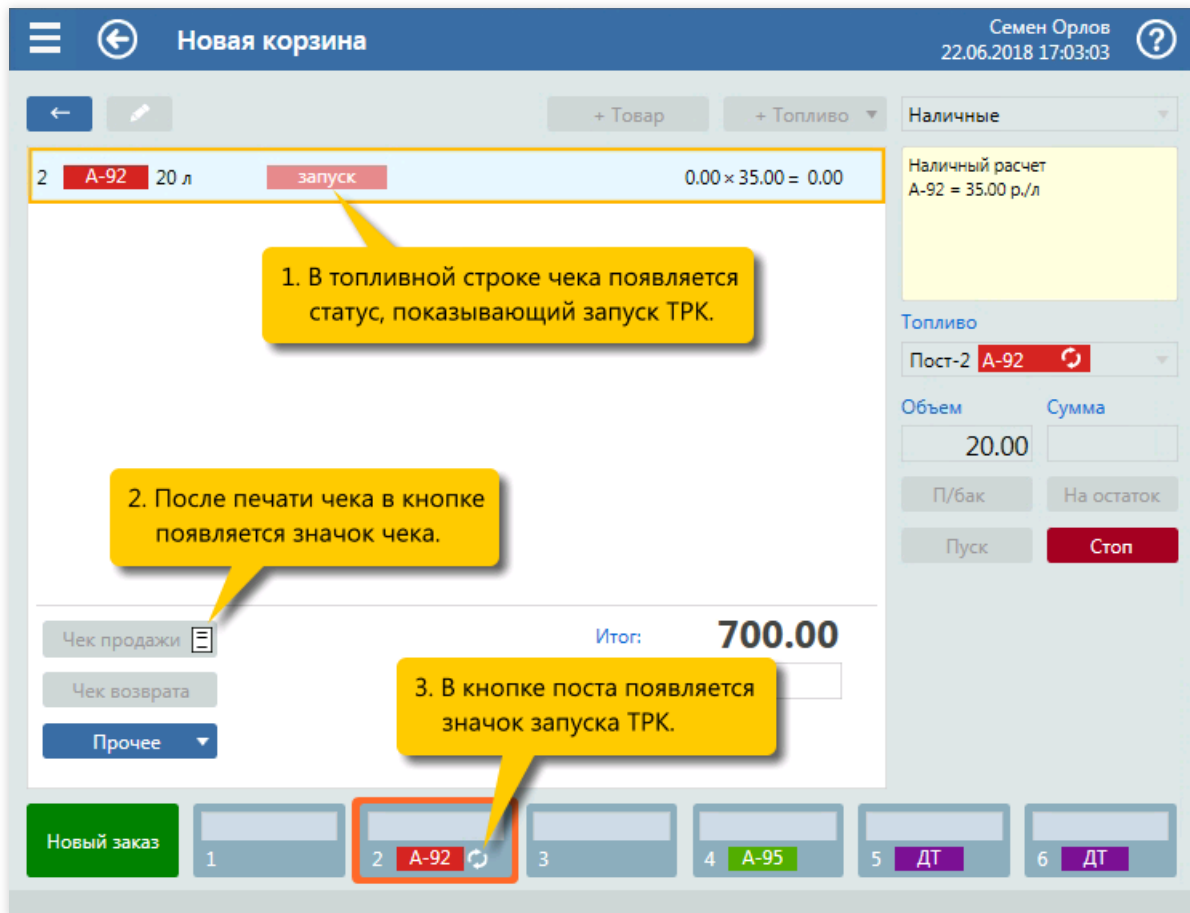 Новая корзина
Семен Орлов
22.06.2018 17:03:03
+ Товар
+ Топливо
Наличные
2 А-92 20 л запуск 0.00 × 35.00 = 0.00
Наличный расчет
А-92 = 35.00 р./л
1. В топливной строке чека появляется
статус, показывающий запуск ТРК.
Топливо
Пост-2 А-92
Объем Сумма
20.00
П/бак На остаток
Пуск Стоп
2. После печати чека в кнопке
появляется значок чека.
Чек продажи
Итог: 700.00
Чек возврата
3. В кнопке поста появляется
значок запуска ТРК.
Прочее
Новый заказ
1
2 А-92
3
4 А-95
5 ДТ
6 ДТ